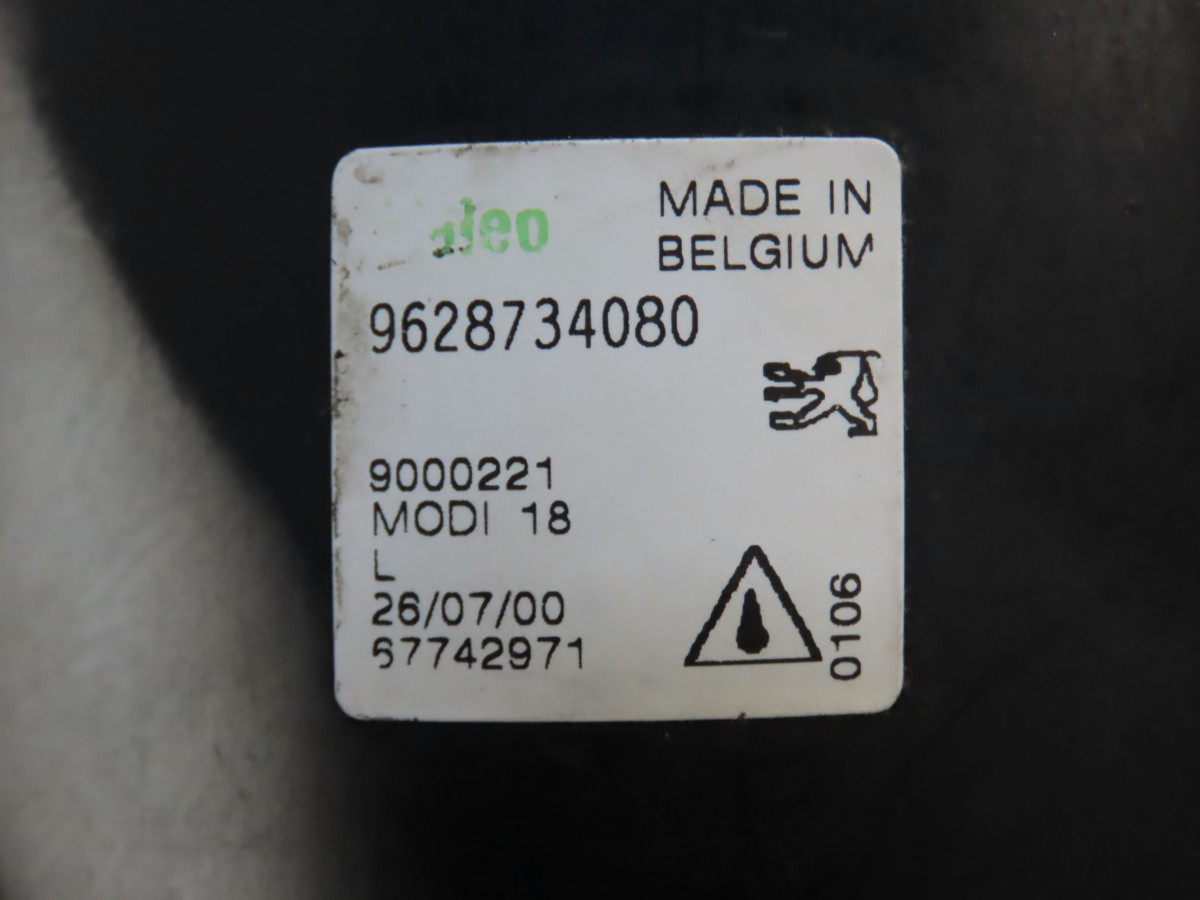 aleo
MADE IN
BELGIUM
9628734080
9000221
MODI 18
L
26/07/00
67742971
0106